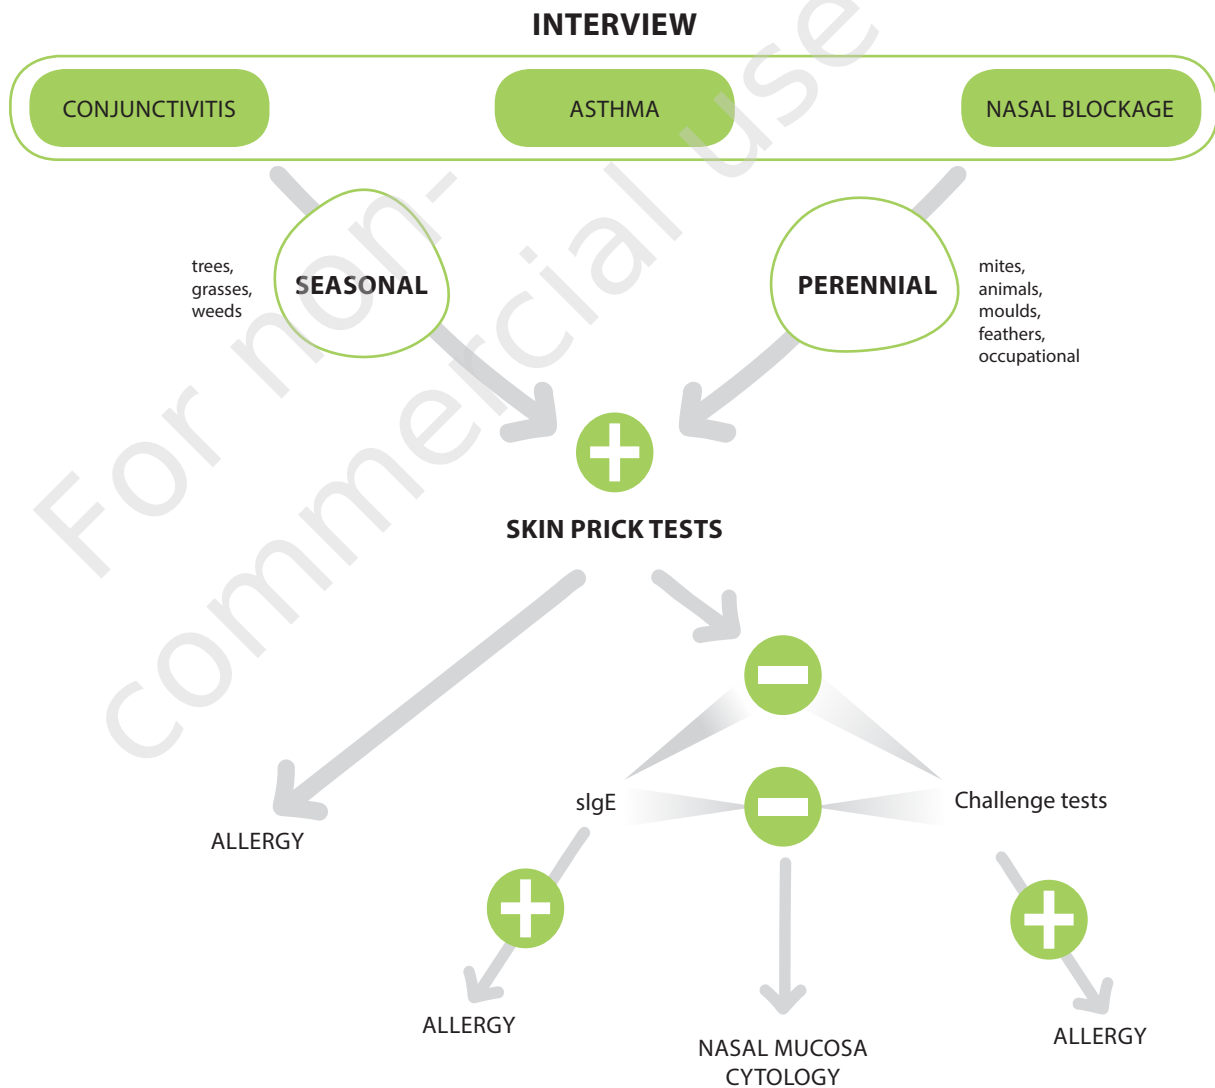 INTERVIEW
CONJUNCTIVITIS
ASTHMA
NASAL BLOCKAGE
trees,
grasses,
weeds
SEASONAL
PERENNIAL
mites,
animals,
moulds,
feathers,
occupational
SKIN PRICK TESTS
sIgE
Challenge tests
ALLERGY
ALLERGY
NASAL MUCOSA
CYTOLOGY
ALLERGY
For non-
commercial use